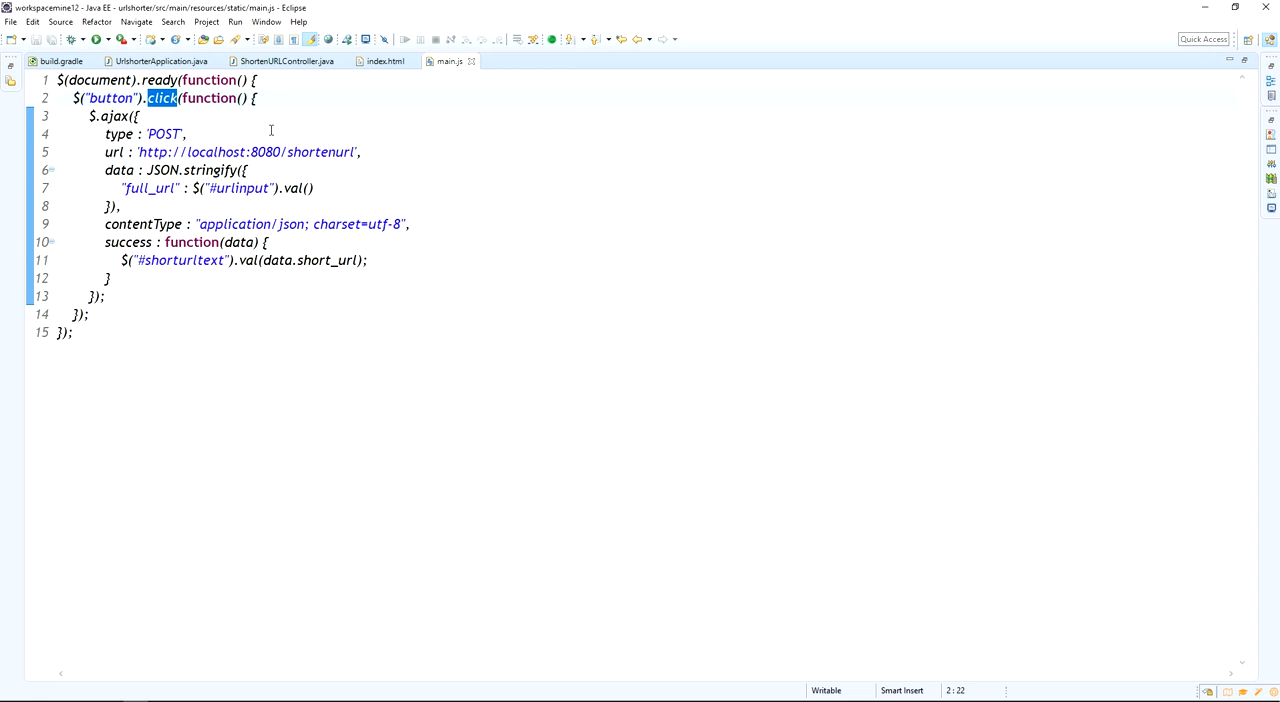 workspacemine12 - Java EE - urlshorter/src/main/resources/static/main.js - Eclipse
File Edit Source Refactor Navigate Search Project Run Window Help
Quick Access
build.gradle UrlshorterApplication.java ShortenURLController.java index.html main.js
1 $(document).ready(function() {
2 $("button").click(function() {
3 $.ajax({
4 type : 'POST',
5 url : 'http://localhost:8080/shortenurl',
6 data : JSON.stringify({
7 "full_url" : $("#urlinput").val()
8 }),
9 contentType : "application/json; charset=utf-8",
10 success : function(data) {
11 $("#shorturltext").val(data.short_url);
12 }
13 });
14 });
15 });
Writable Smart Insert 2 : 22